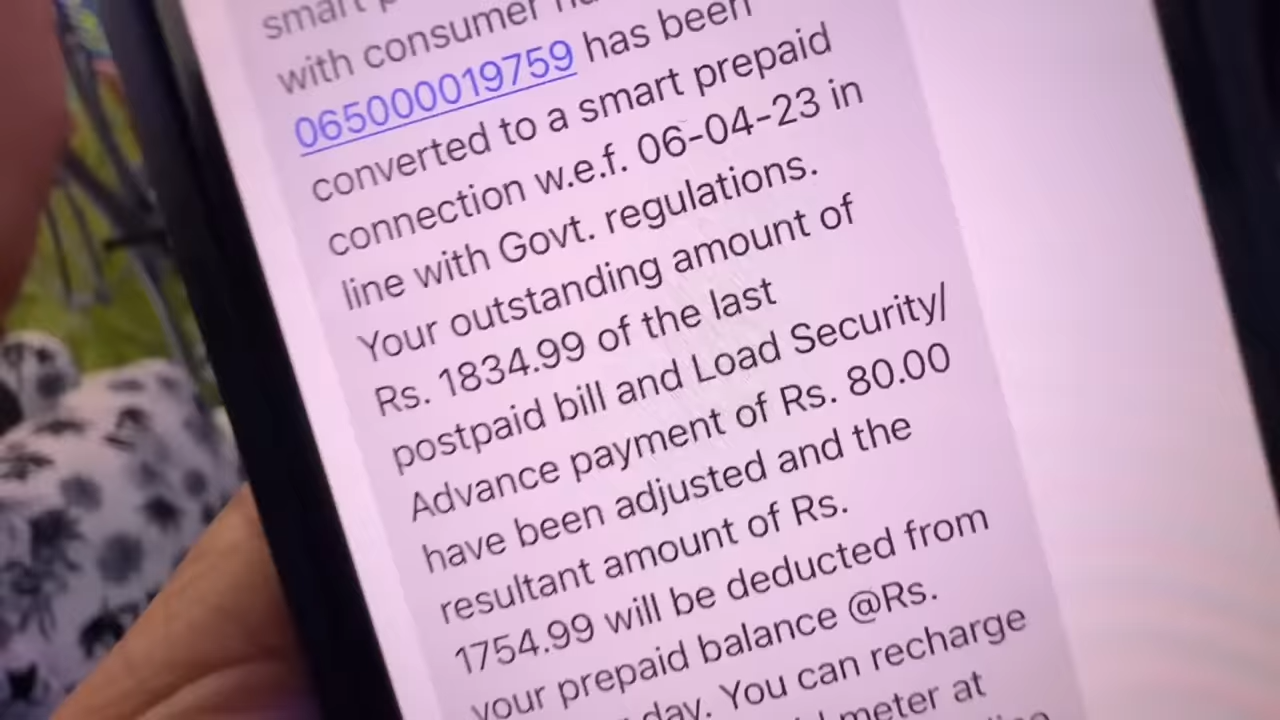 smart
with consumer
065000019759 has been
converted to a smart prepaid
connection w.e.f. 06-04-23 in
line with Govt. regulations.
Your outstanding amount of
Rs. 1834.99 of the last
postpaid bill and Load Security/
Advance payment of Rs. 80.00
have been adjusted and the
resultant amount of Rs.
1754.99 will be deducted from
your prepaid balance @Rs.
day. You can recharge
meter at